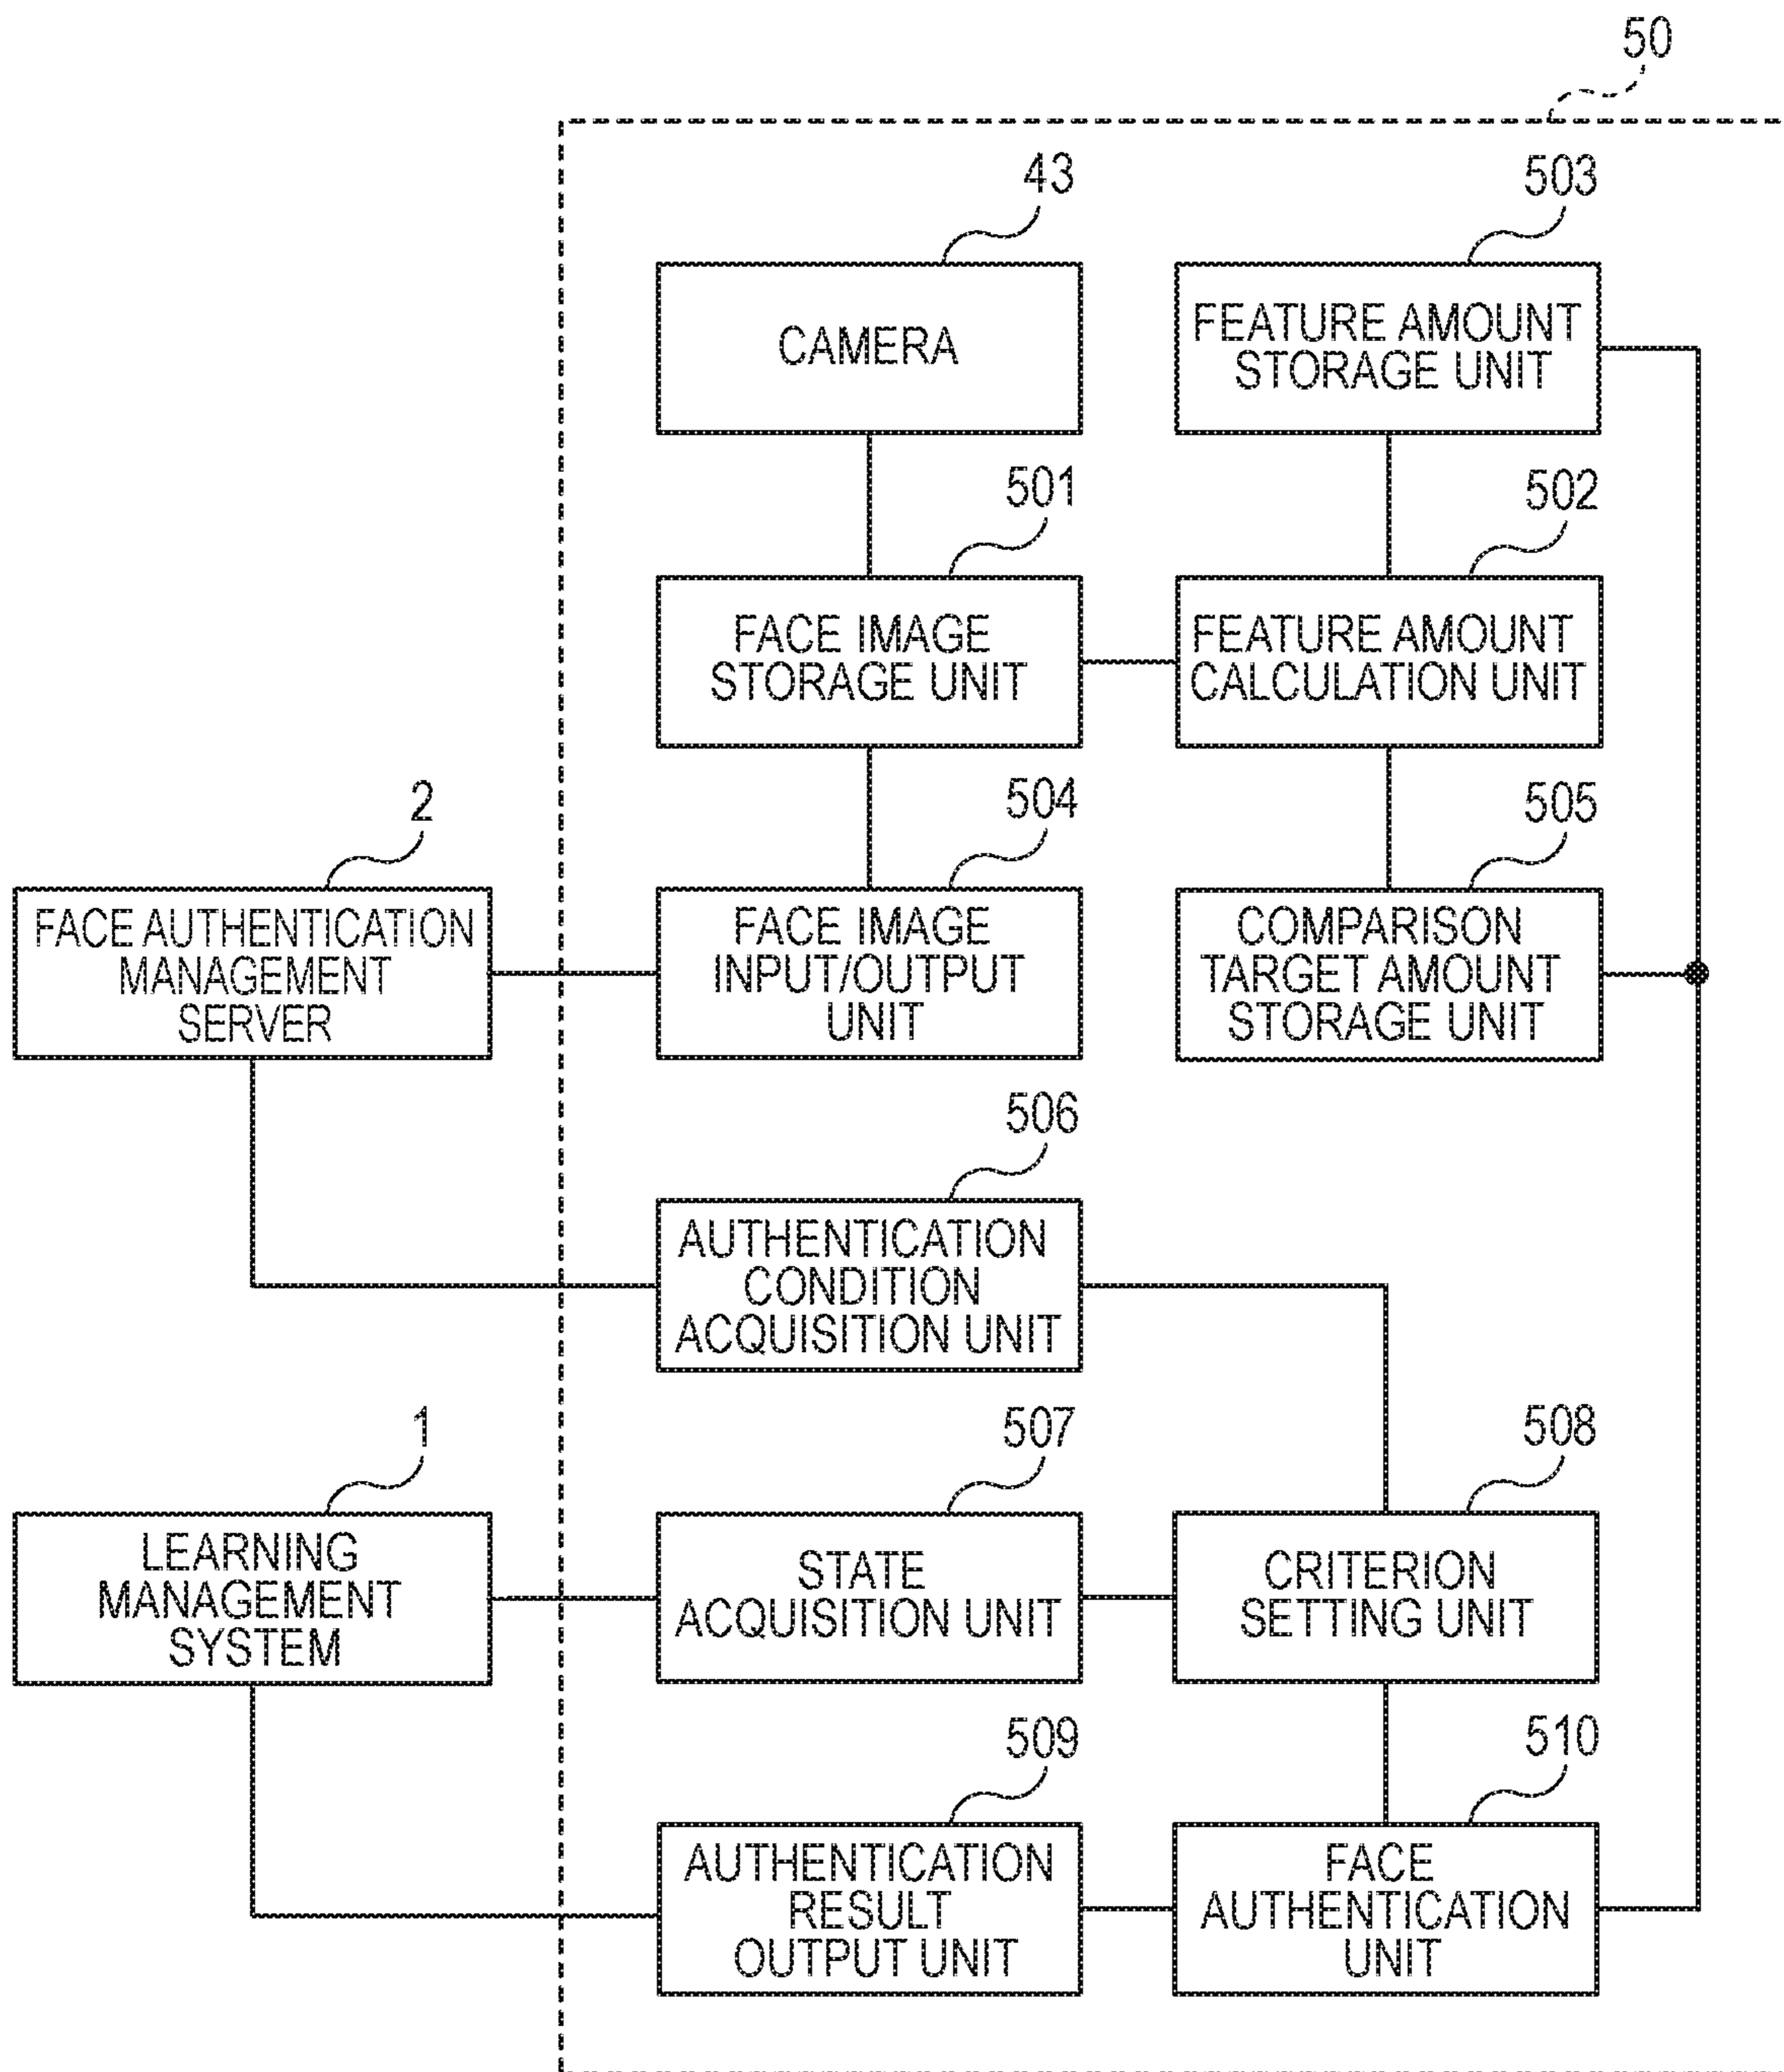 50
43
503
CAMERA
FEATURE AMOUNT
STORAGE UNIT
501
502
FACE IMAGE
STORAGE UNIT
FEATURE AMOUNT
CALCULATION UNIT
2
504
505
FACE AUTHENTICATION
MANAGEMENT
SERVER
FACE IMAGE
INPUT/OUTPUT
UNIT
COMPARISON
TARGET AMOUNT
STORAGE UNIT
506
AUTHENTICATION
CONDITION
ACQUISITION UNIT
1
507
508
LEARNING
MANAGEMENT
SYSTEM
STATE
ACQUISITION UNIT
CRITERION
SETTING UNIT
509
510
AUTHENTICATION
RESULT
OUTPUT UNIT
FACE
AUTHENTICATION
UNIT